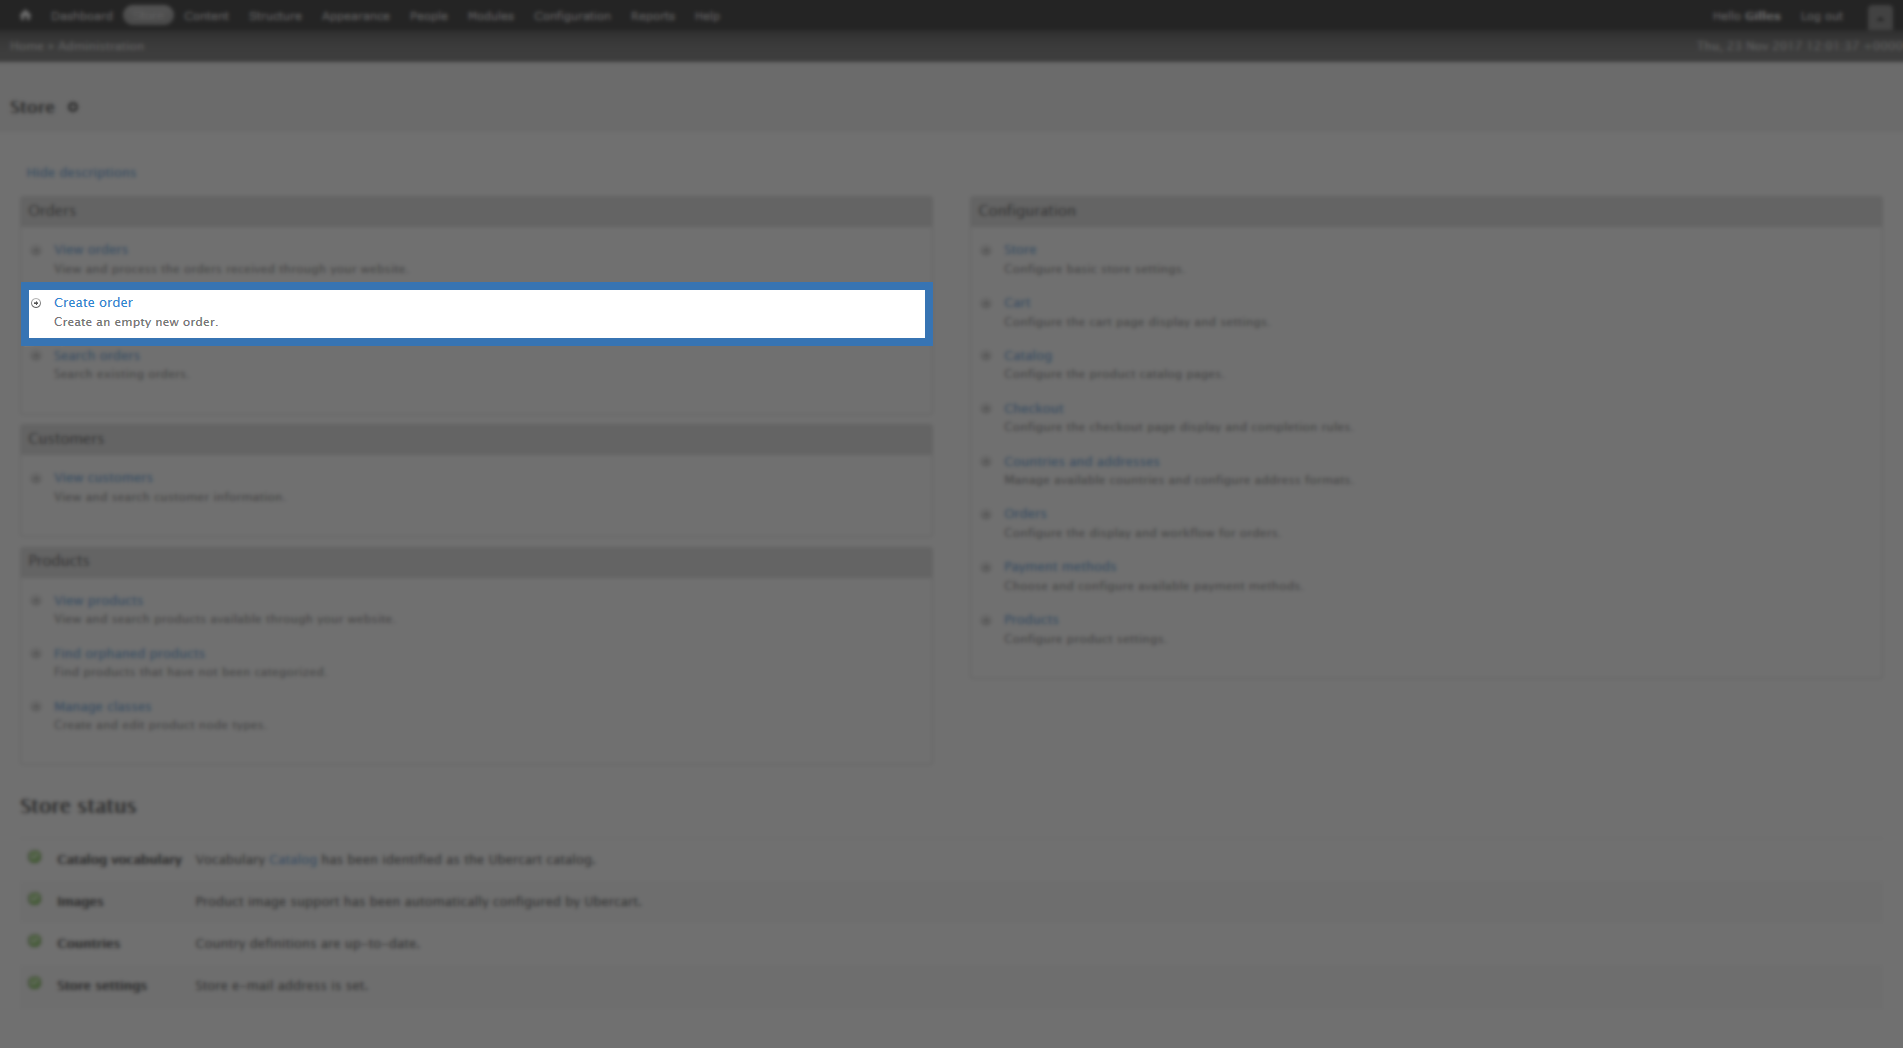 Dashboard Content Structure Appearance People Modules Configuration Reports Help Hello Log out
Home » Administration Thu, 23 Nov 2017 12:01:37 +0000
Store
Hide descriptions
Orders
View orders
View and process the orders received through your website.
Create order
Create an empty new order.
Search orders
Search existing orders.
Customers
View customers
View and search customer information.
Products
View products
View and search products available through your website.
Find orphaned products
Find products that have not been categorized.
Manage classes
Create and edit product node types.
Configuration
Store
Configure basic store settings.
Cart
Configure the cart page display and settings.
Catalog
Configure the product catalog pages.
Checkout
Configure the checkout page display and completion rules.
Countries and addresses
Manage available countries and configure address formats.
Orders
Configure the display and workflow for orders.
Payment methods
Choose and configure available payment methods.
Products
Configure product settings.
Store status
Catalog vocabulary Vocabulary Catalog has been identified as the Ubercart catalog.
Images Product image support has been automatically configured by Ubercart.
Countries Country definitions are up-to-date.
Store settings Store e-mail address is set.